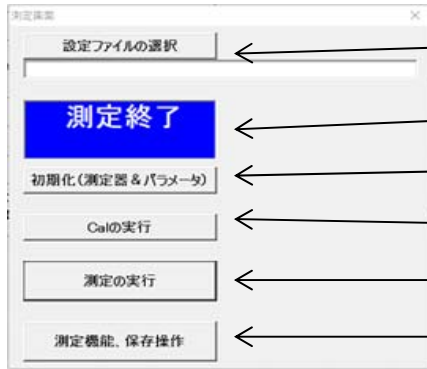 測定画面
設定ファイルの選択
測定終了
初期化(測定器&パラメータ)
Calの実行
測定の実行
測定機能、保存操作